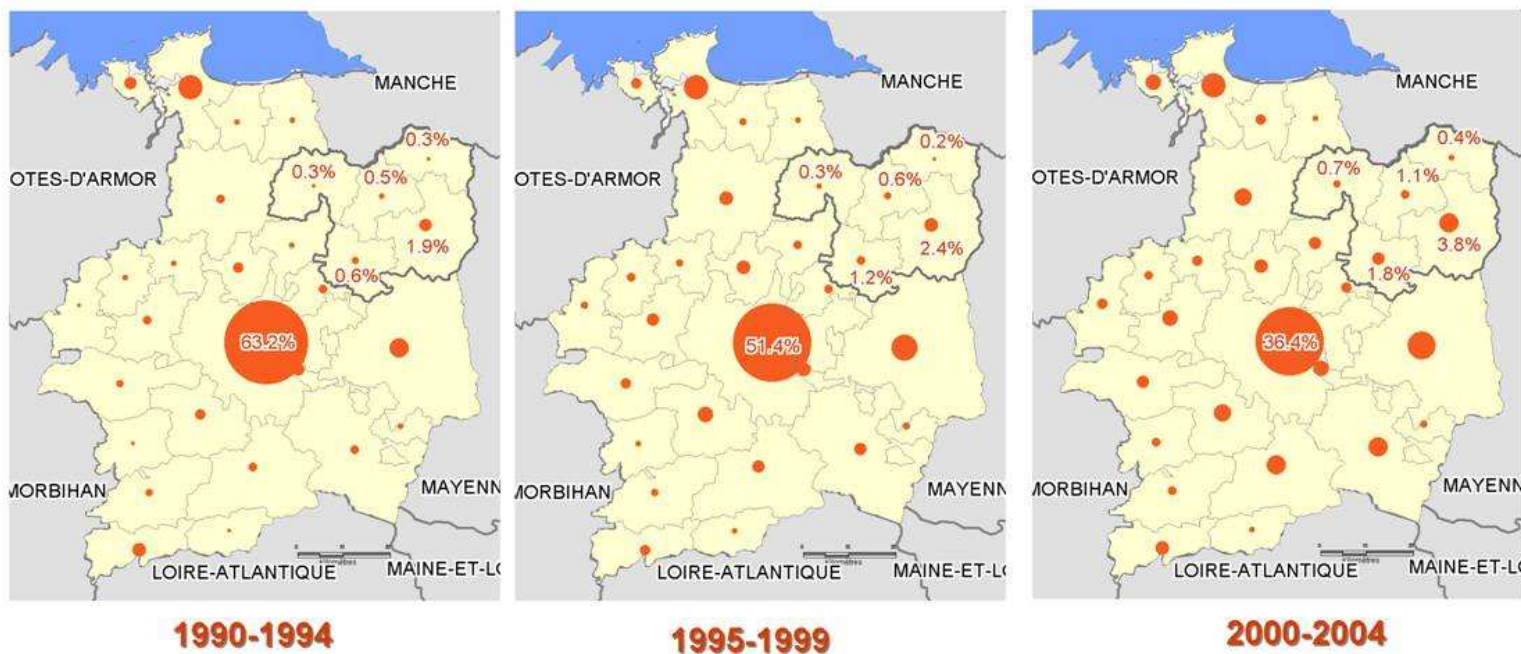 MANCHE
0.3%
OTES-D'ARMOR
0.3%
0.5%
1.9%
0.6%
63.2%
MORBIHAN
MAYENN
LOIRE-ATLANTIQUE
MAINE-ET-LO
1990-1994
MANCHE
0.2%
OTES-D'ARMOR
0.3%
0.6%
2.4%
1.2%
51.4%
MORBIHAN
MAYENN
LOIRE-ATLANTIQUE
MAINE-ET-LO
1995-1999
MANCHE
0.4%
OTES-D'ARMOR
0.7%
1.1%
3.8%
1.8%
36.4%
MORBIHAN
MAYENN
LOIRE-ATLANTIQUE
MAINE-ET-LO
2000-2004